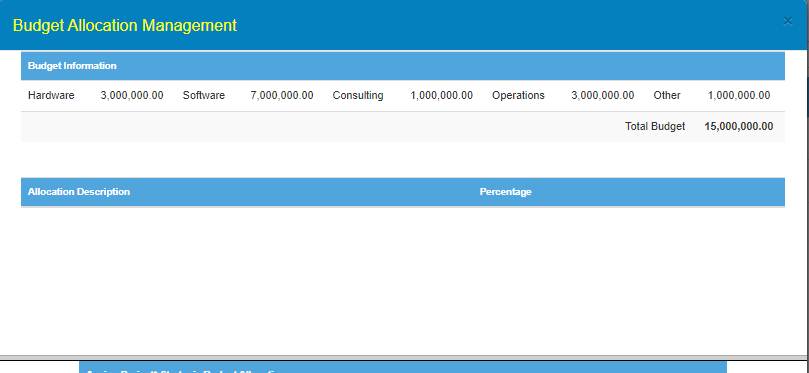 Budget Allocation Management
×
Budget Information
Hardware 3,000,000.00 Software 7,000,000.00 Consulting 1,000,000.00 Operations 3,000,000.00 Other 1,000,000.00
Total Budget 15,000,000.00
Allocation Description Percentage